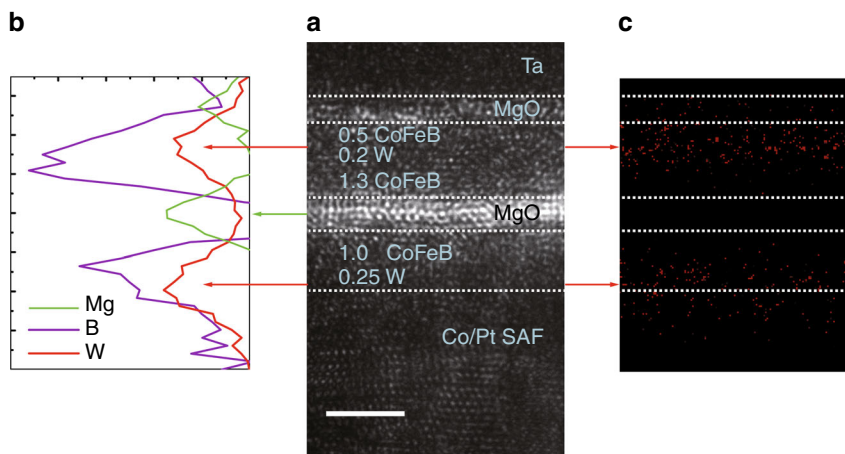 b
a
c
Ta
MgO
0.5 CoFeB
0.2 W
1.3 CoFeB
MgO
1.0 CoFeB
0.25 W
Co/Pt SAF
Mg
B
W